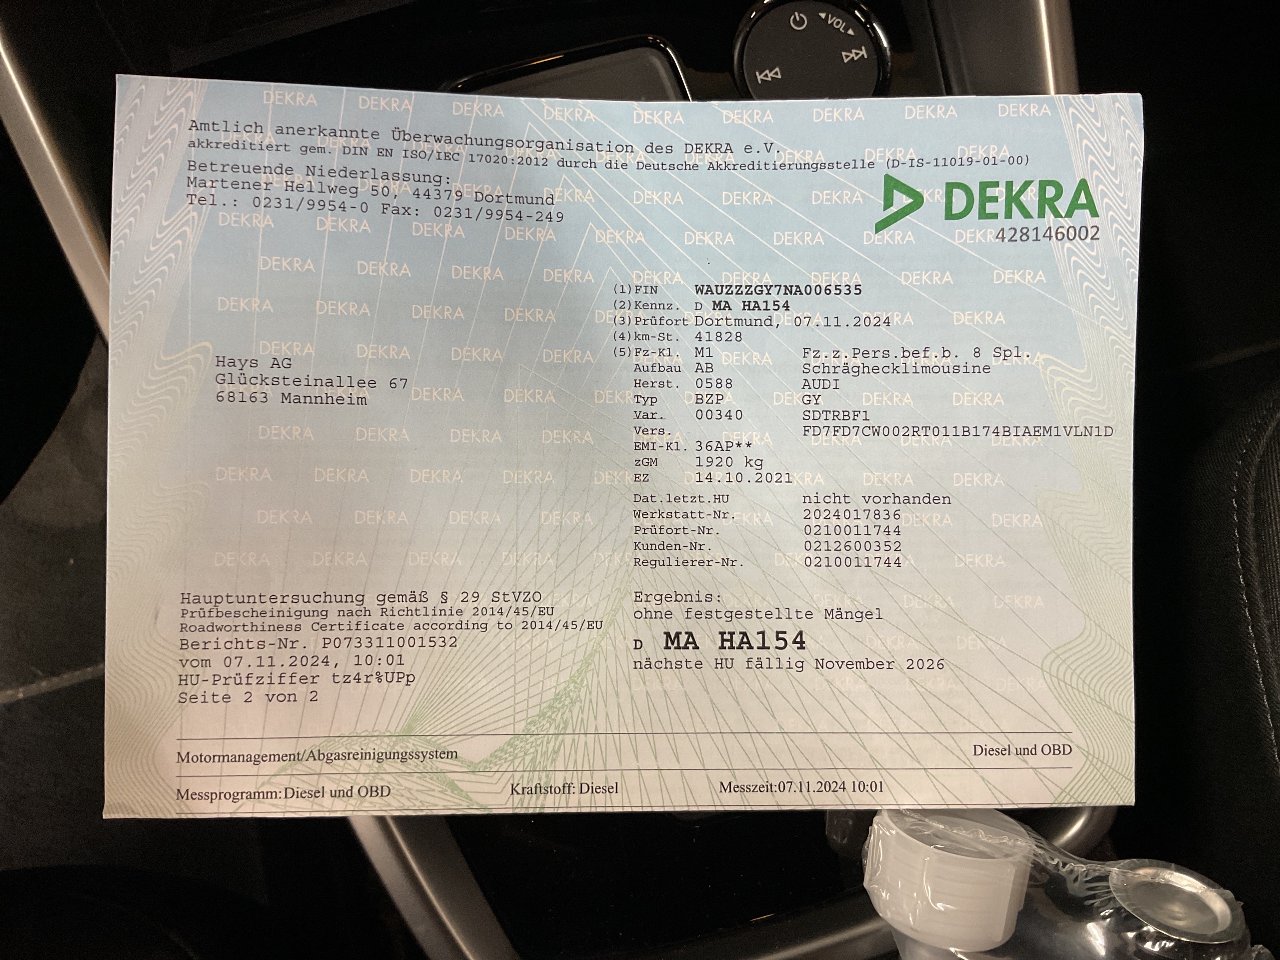 VOL
Amtlich anerkannte Überwachungsorganisation des DEKRA e.V.
akkreditiert gem. DIN EN ISO/IEC 17020:2012 durch die Deutsche Akkreditierungsstelle (D-IS-11019-01-00)
Betreuende Niederlassung:
Martener Hellweg 50, 44379 Dortmund
Tel.: 0231/9954-0 Fax: 0231/9954-249
DEKRA
428146002
(1) FIN WAUZZZGY7NA006535
(2) Kennz. D MA HA154
(3) Prüfort Dortmund, 07.11.2024
(4) km-St. 41828
(5) Fz-Kl. M1 Fz.z.Pers.bef.b. 8 Spl.
Aufbau AB Schräghecklimousine
Herst. 0588 AUDI
Typ BZP GY
Var. 00340 SDTRBF1
Vers. FD7FD7CW002RT011B174BIAEM1VLN1D
EMI-Kl. 36AP**
zGM 1920 kg
EZ 14.10.2021
Hays AG
Glücksteinallee 67
68163 Mannheim
Dat.letzt.HU nicht vorhanden
Werkstatt-Nr. 2024017836
Prüfort-Nr. 0210011744
Kunden-Nr. 0212600352
Regulierer-Nr. 0210011744
Hauptuntersuchung gemäß § 29 StVZO
Prüfbescheinigung nach Richtlinie 2014/45/EU
Roadworthiness Certificate according to 2014/45/EU
Berichts-Nr. P073311001532
vom 07.11.2024, 10:01
HU-Prüfziffer tz4r%UPp
Seite 2 von 2
Ergebnis:
ohne festgestellte Mängel
D MA HA154
nächste HU fällig November 2026
Motormanagement/Abgasreinigungssystem Diesel und OBD
Messprogramm: Diesel und OBD Kraftstoff: Diesel Messzeit: 07.11.2024 10:01